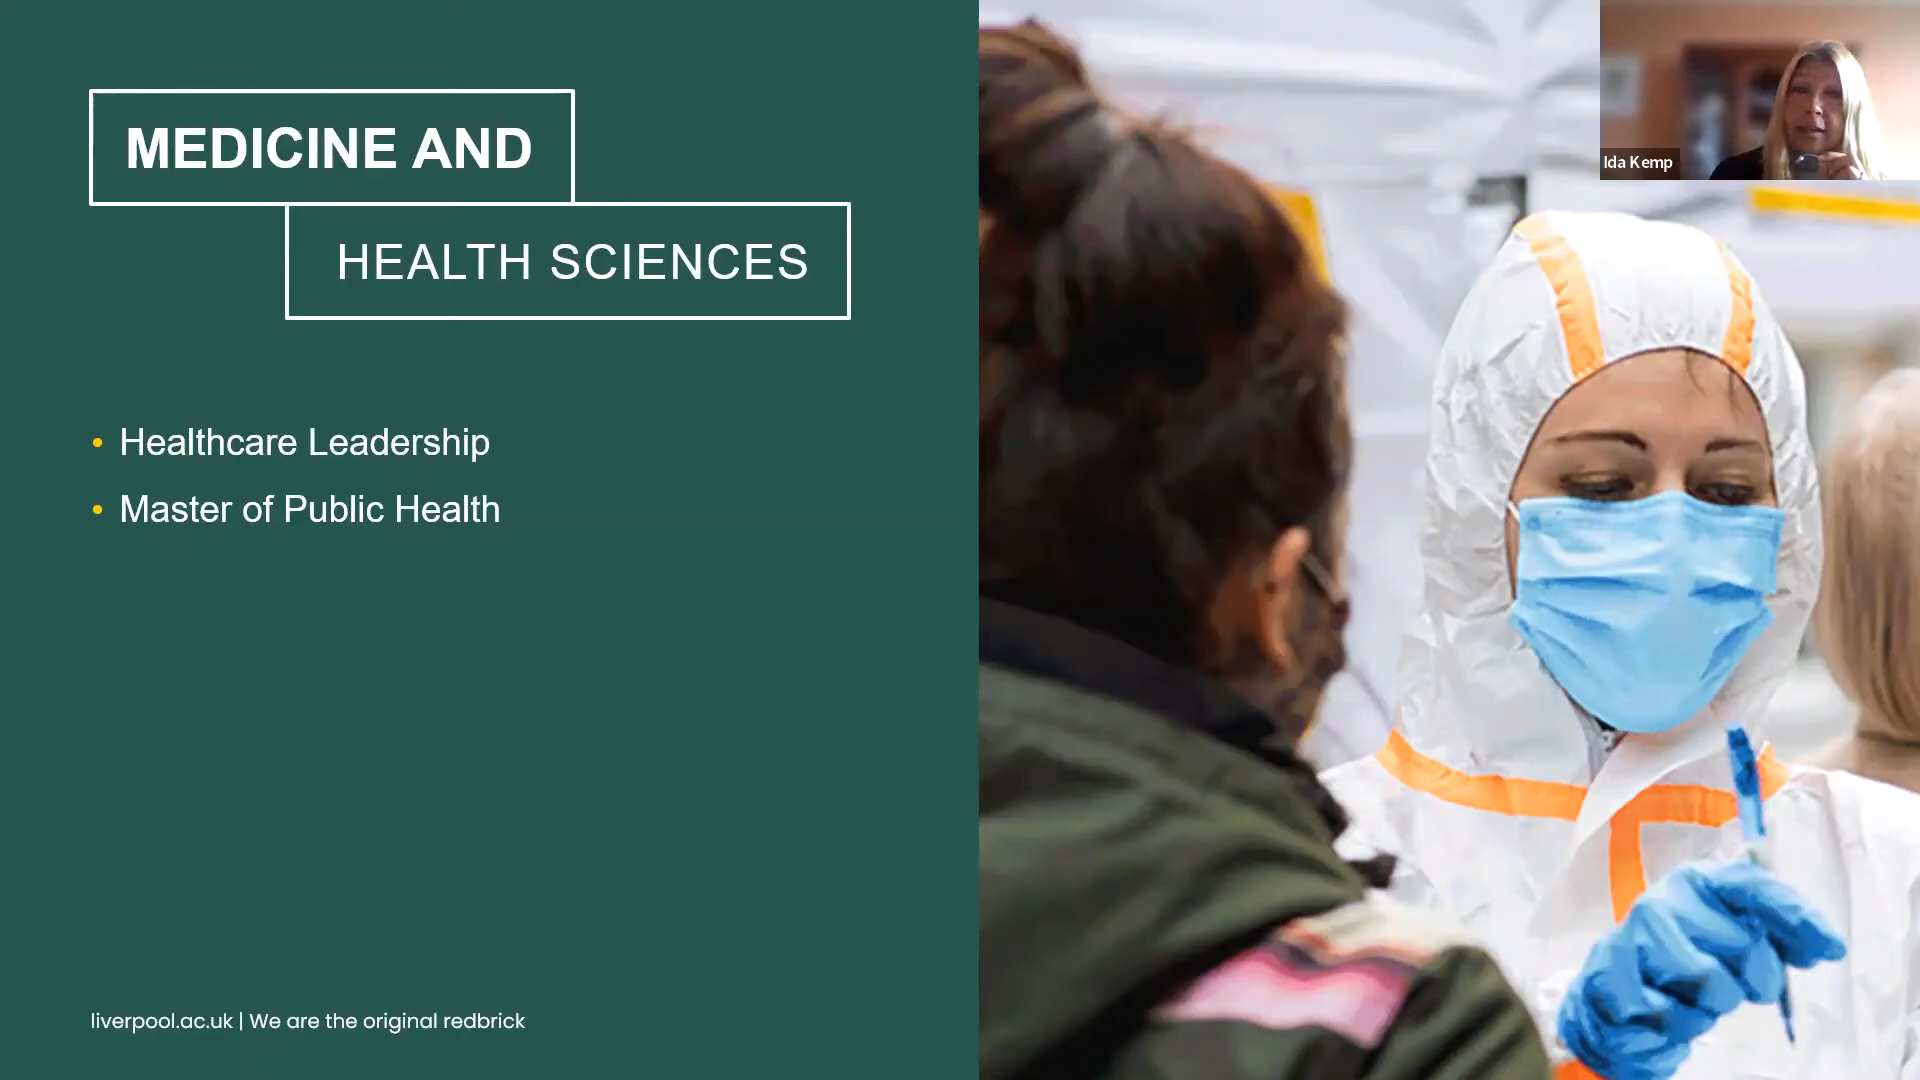 MEDICINE AND
HEALTH SCIENCES
• Healthcare Leadership
• Master of Public Health
liverpool.ac.uk | We are the original redbrick
Ida Kemp